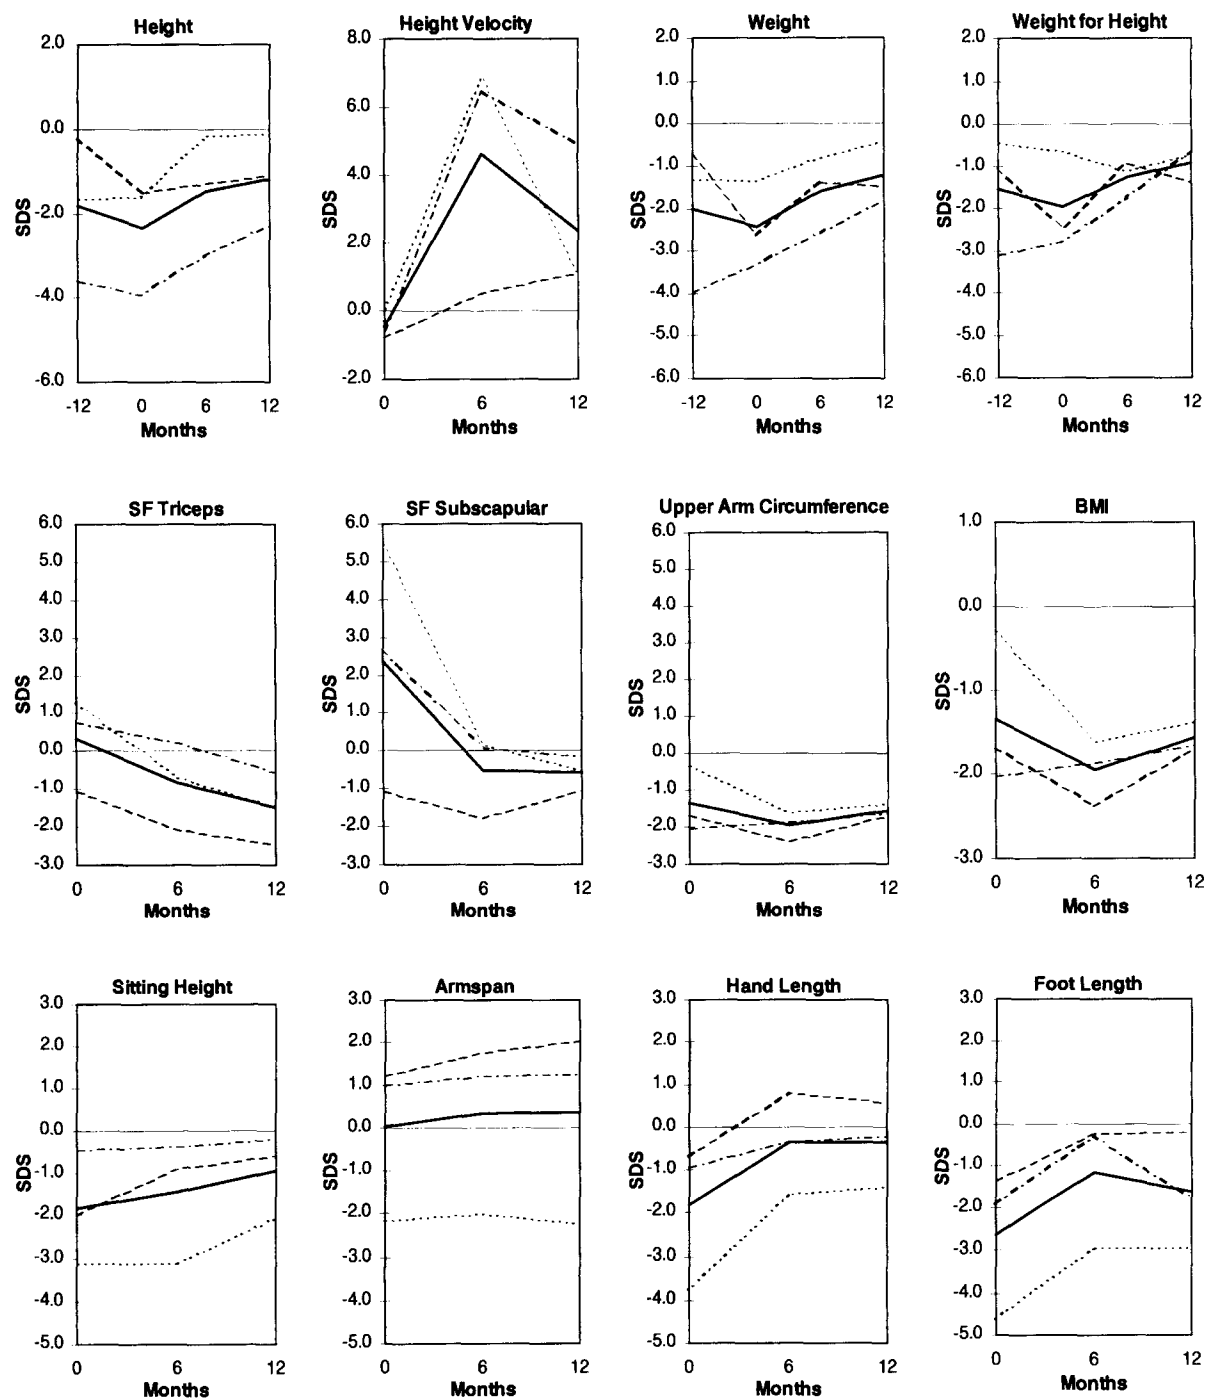 Height
2.0
0.0
-2.0
-4.0
-6.0
SDS
-12 0 6 12
Months
Height Velocity
8.0
6.0
4.0
2.0
0.0
-2.0
SDS
0 6 12
Months
Weight
2.0
1.0
0.0
-1.0
-2.0
-3.0
-4.0
-5.0
-6.0
SDS
-12 0 6 12
Months
Weight for Height
2.0
1.0
0.0
-1.0
-2.0
-3.0
-4.0
-5.0
-6.0
SDS
-12 0 6 12
Months
SF Triceps
6.0
5.0
4.0
3.0
2.0
1.0
0.0
-1.0
-2.0
-3.0
SDS
0 6 12
Months
SF Subscapular
6.0
5.0
4.0
3.0
2.0
1.0
0.0
-1.0
-2.0
-3.0
SDS
0 6 12
Months
Upper Arm Circumference
6.0
5.0
4.0
3.0
2.0
1.0
0.0
-1.0
-2.0
-3.0
SDS
0 6 12
Months
BMI
1.0
0.0
-1.0
-2.0
-3.0
SDS
0 6 12
Months
Sitting Height
3.0
2.0
1.0
0.0
-1.0
-2.0
-3.0
-4.0
-5.0
SDS
0 6 12
Months
Armspan
3.0
2.0
1.0
0.0
-1.0
-2.0
-3.0
-4.0
-5.0
SDS
0 6 12
Months
Hand Length
3.0
2.0
1.0
0.0
-1.0
-2.0
-3.0
-4.0
-5.0
SDS
0 6 12
Months
Foot Length
3.0
2.0
1.0
0.0
-1.0
-2.0
-3.0
-4.0
-5.0
SDS
0 6 12
Months